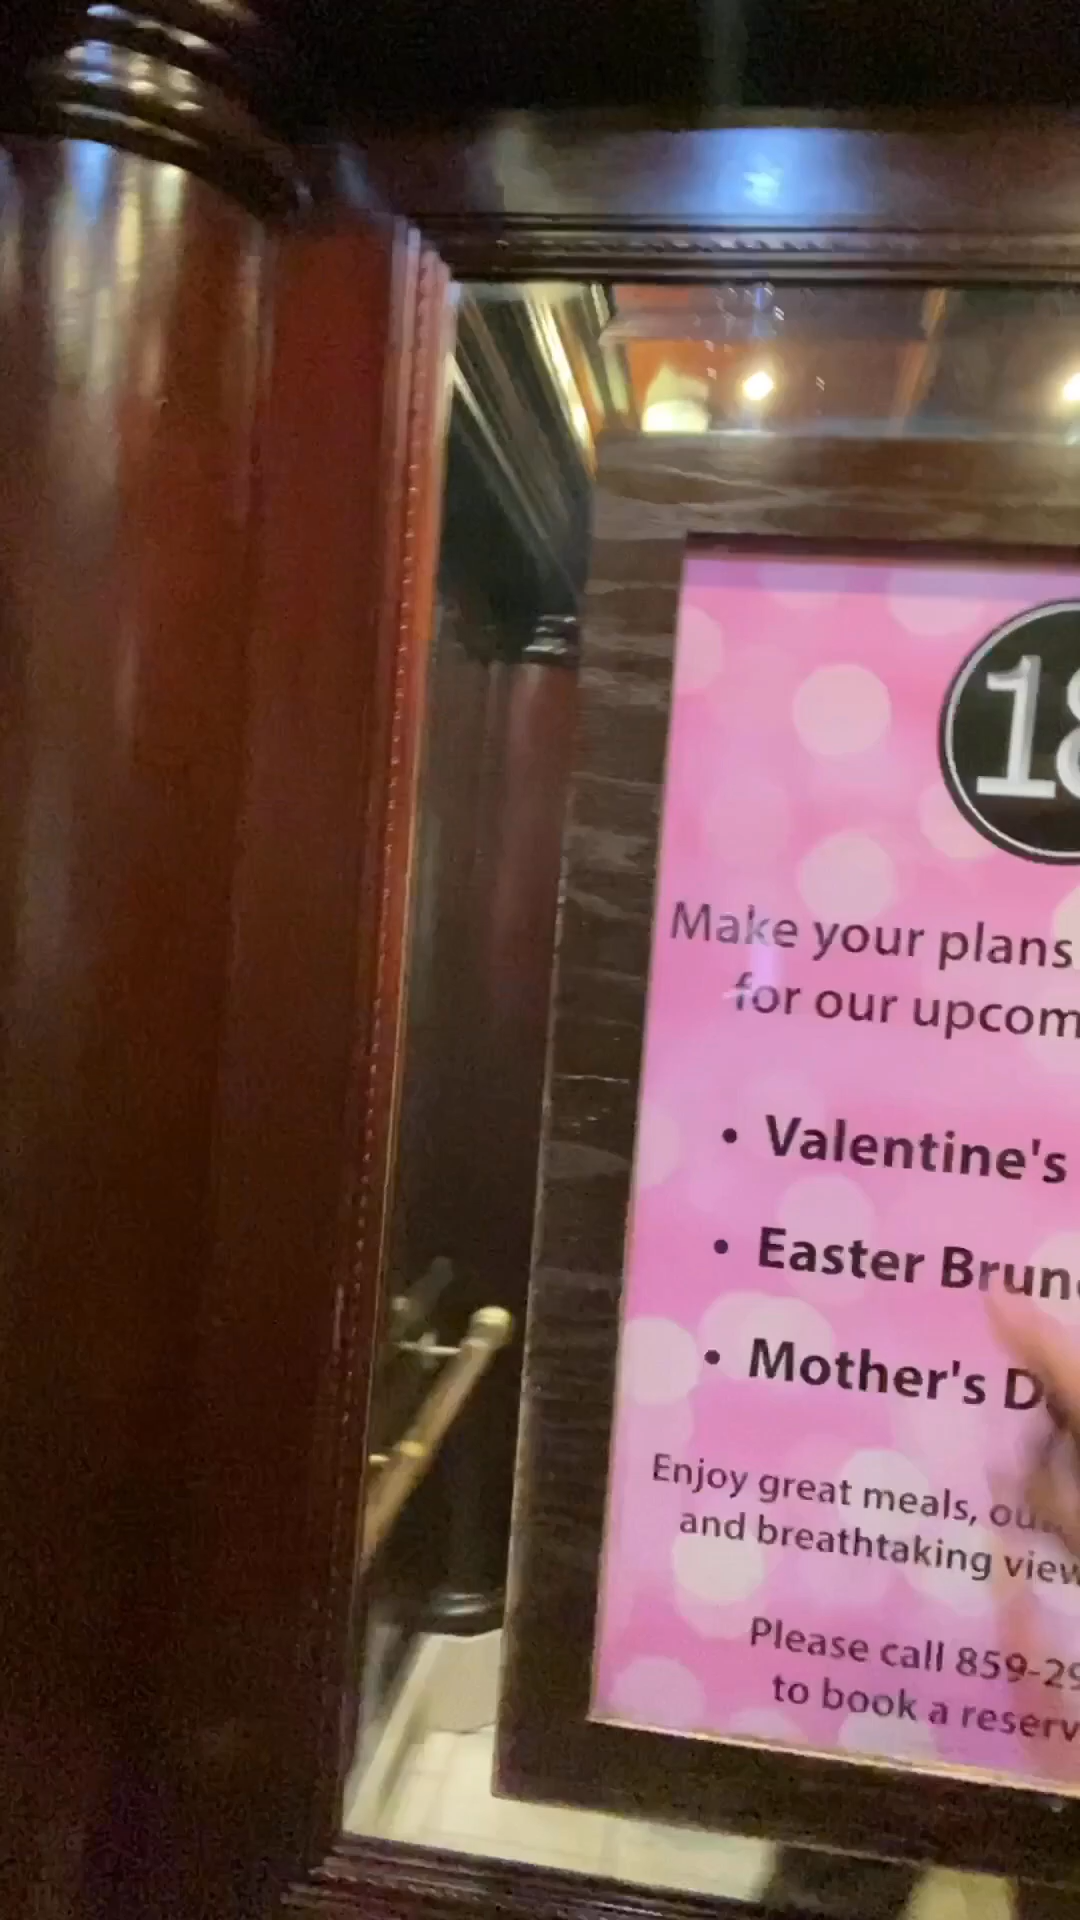 18
Make your plans
for our upcom
• Valentine's
• Easter Brun
• Mother's D
Enjoy great meals, ou
and breathtaking view
Please call 859-29
to book a reserv